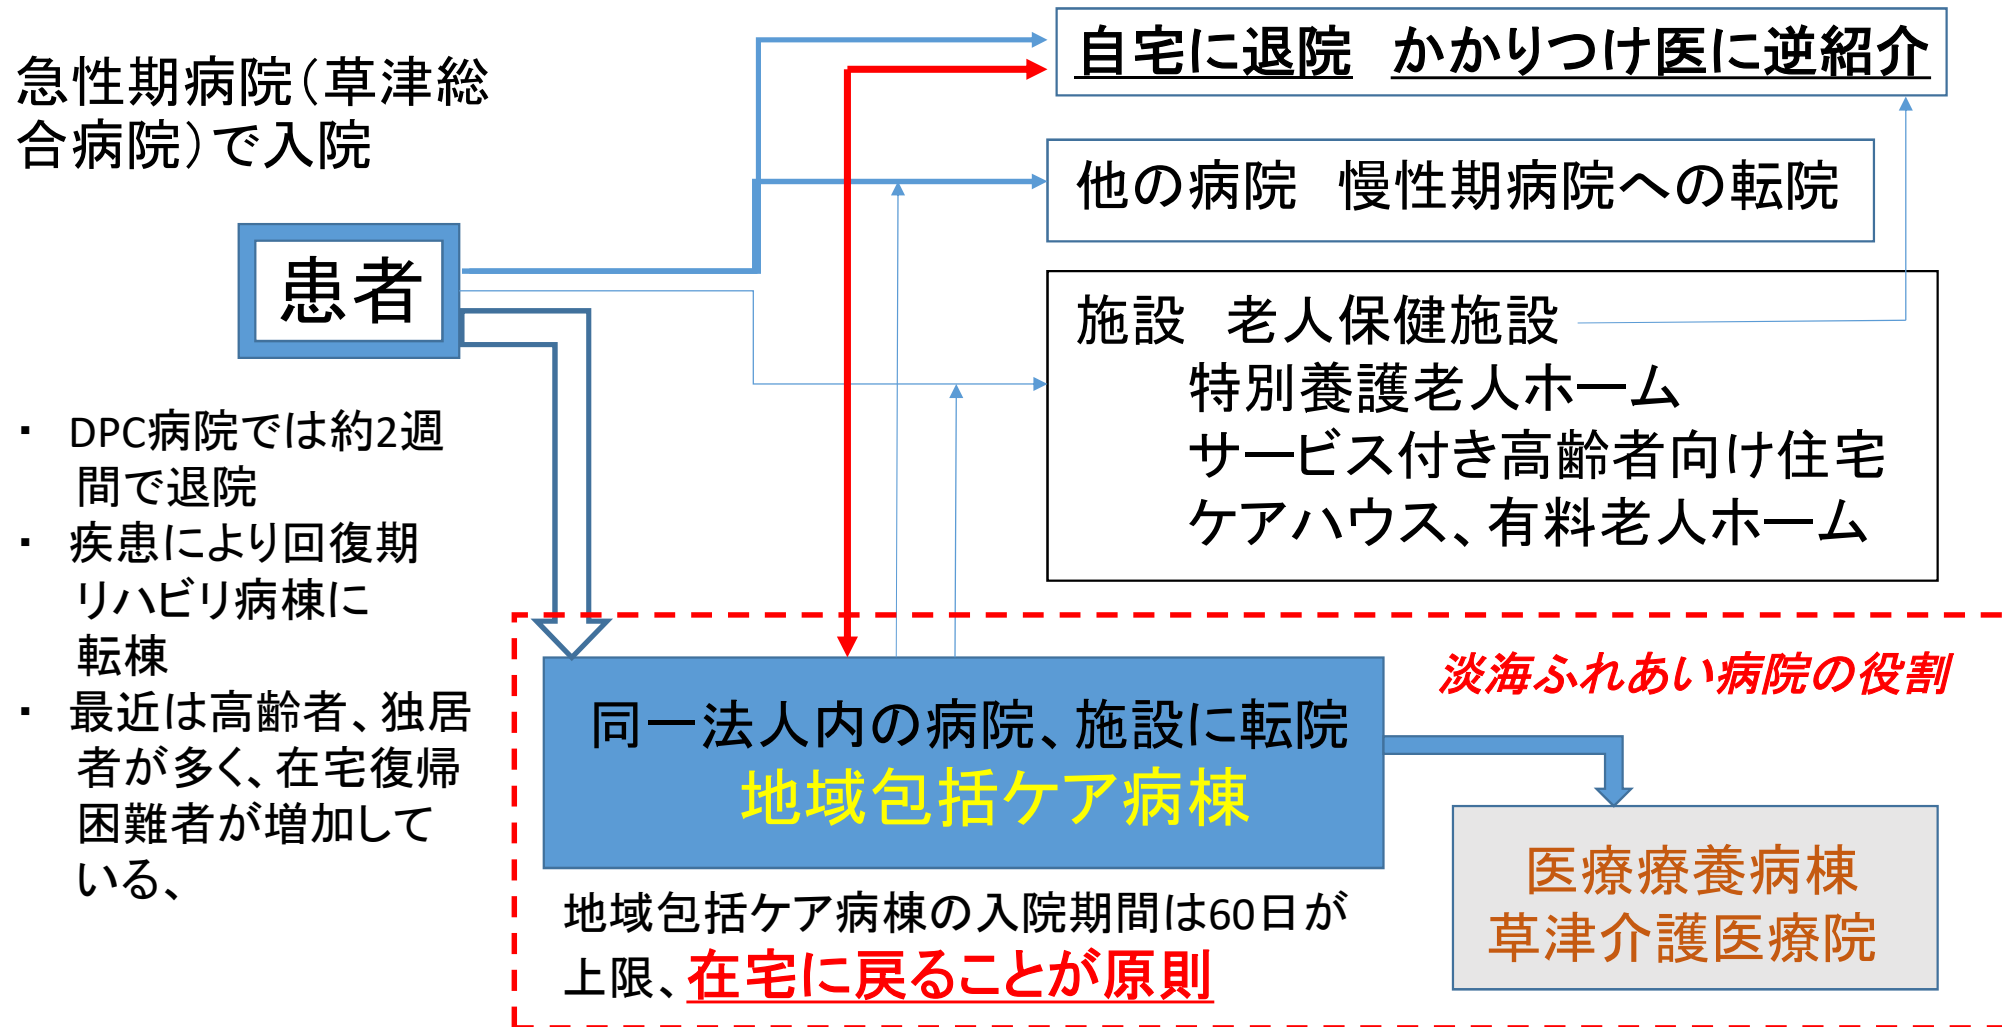 急性期病院（草津総
合病院）で入院
患者
・ DPC病院では約2週
間で退院
・ 疾患により回復期
リハビリ病棟に
転棟
・ 最近は高齢者、独居
者が多く、在宅復帰
困難者が増加して
いる、
自宅に退院　かかりつけ医に逆紹介
他の病院　慢性期病院への転院
施設　老人保健施設
特別養護老人ホーム
サービス付き高齢者向け住宅
ケアハウス、有料老人ホーム
淡海ふれあい病院の役割
同一法人内の病院、施設に転院
地域包括ケア病棟
地域包括ケア病棟の入院期間は60日が
上限、在宅に戻ることが原則
医療療養病棟
草津介護医療院